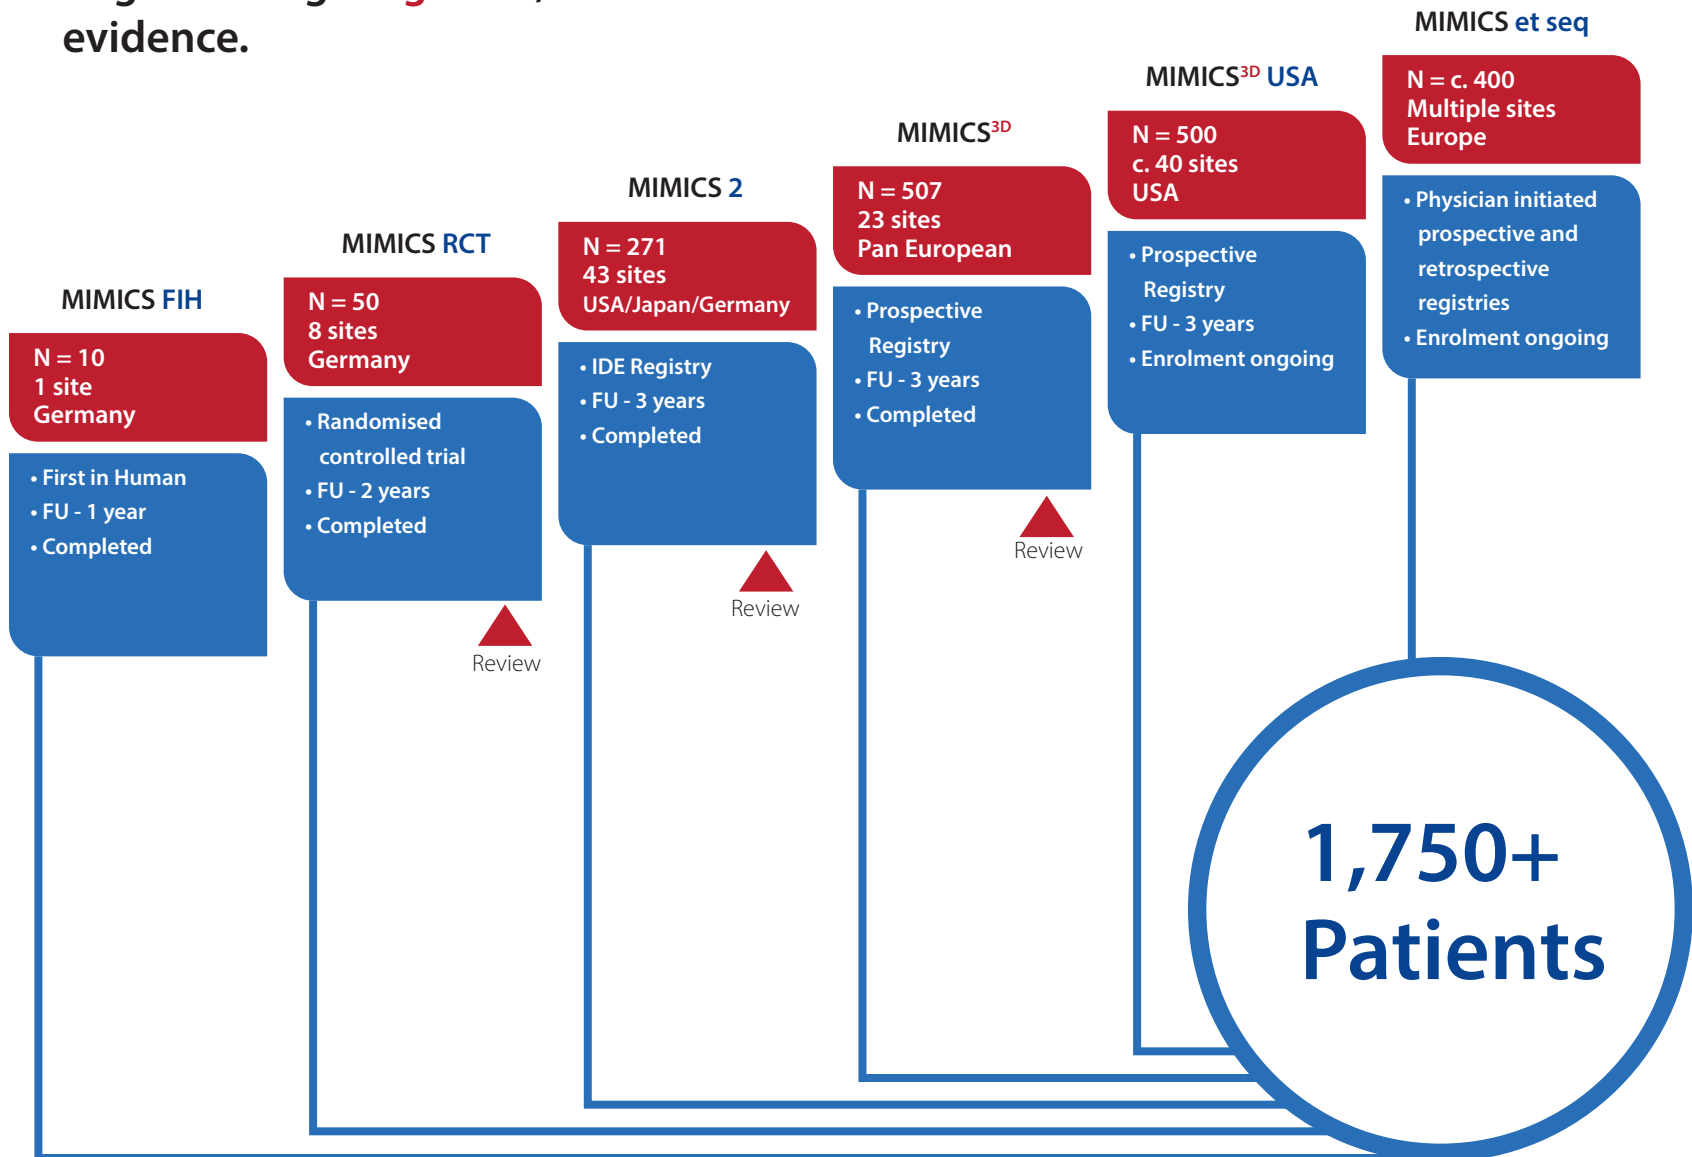 evidence.
MIMICS FIH
N = 10
1 site
Germany
• First in Human
• FU - 1 year
• Completed
MIMICS RCT
N = 50
8 sites
Germany
• Randomised
controlled trial
• FU - 2 years
• Completed
Review
MIMICS 2
N = 271
43 sites
USA/Japan/Germany
• IDE Registry
• FU - 3 years
• Completed
Review
MIMICS3D
N = 507
23 sites
Pan European
• Prospective
Registry
• FU - 3 years
• Completed
Review
MIMICS3D USA
N = 500
c. 40 sites
USA
• Prospective
Registry
• FU - 3 years
• Enrolment ongoing
MIMICS et seq
N = c. 400
Multiple sites
Europe
• Physician initiated
prospective and
retrospective
registries
• Enrolment ongoing
1,750+
Patients